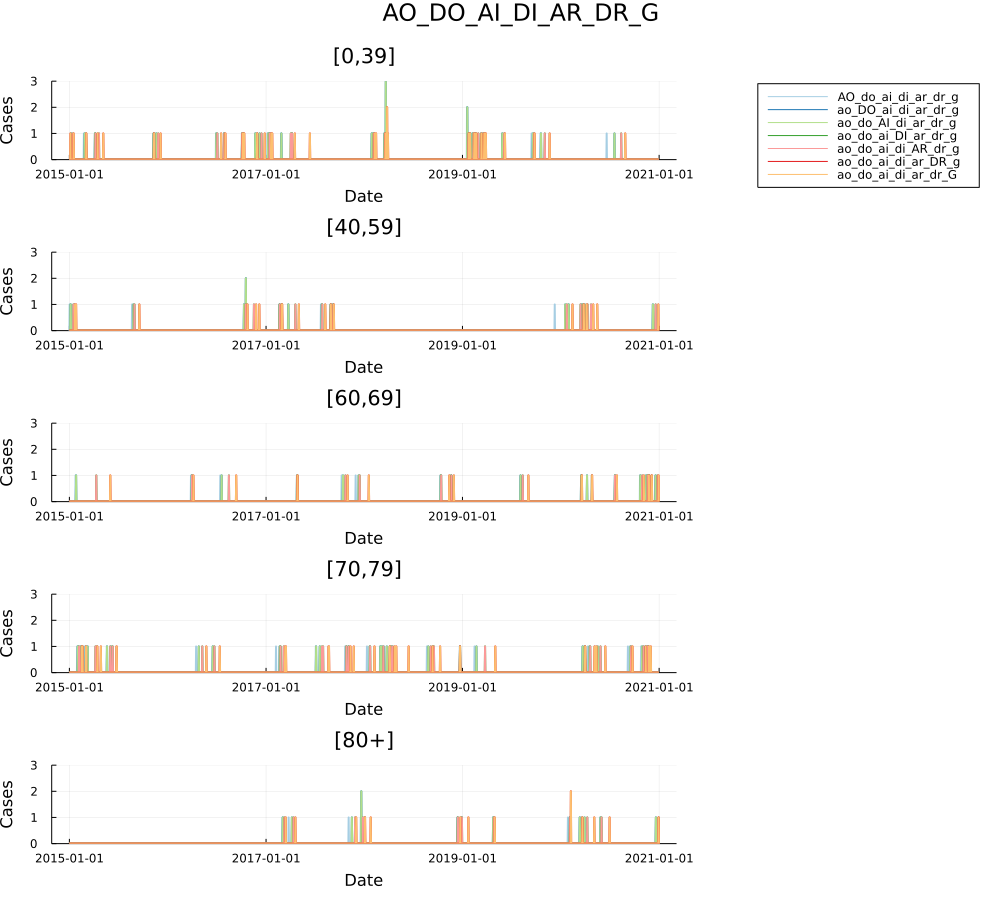 AO_DO_AI_DI_AR_DR_G
[0,39]
3
2
1
0
Cases
2015-01-01 2017-01-01 2019-01-01 2021-01-01
Date
AO_do_ai_di_ar_dr_g
ao_DO_ai_di_ar_dr_g
ao_do_AI_di_ar_dr_g
ao_do_ai_DI_ar_dr_g
ao_do_ai_di_AR_dr_g
ao_do_ai_di_ar_DR_g
ao_do_ai_di_ar_dr_G
[40,59]
3
2
1
0
Cases
2015-01-01 2017-01-01 2019-01-01 2021-01-01
Date
[60,69]
3
2
1
0
Cases
2015-01-01 2017-01-01 2019-01-01 2021-01-01
Date
[70,79]
3
2
1
0
Cases
2015-01-01 2017-01-01 2019-01-01 2021-01-01
Date
[80+]
3
2
1
0
Cases
2015-01-01 2017-01-01 2019-01-01 2021-01-01
Date